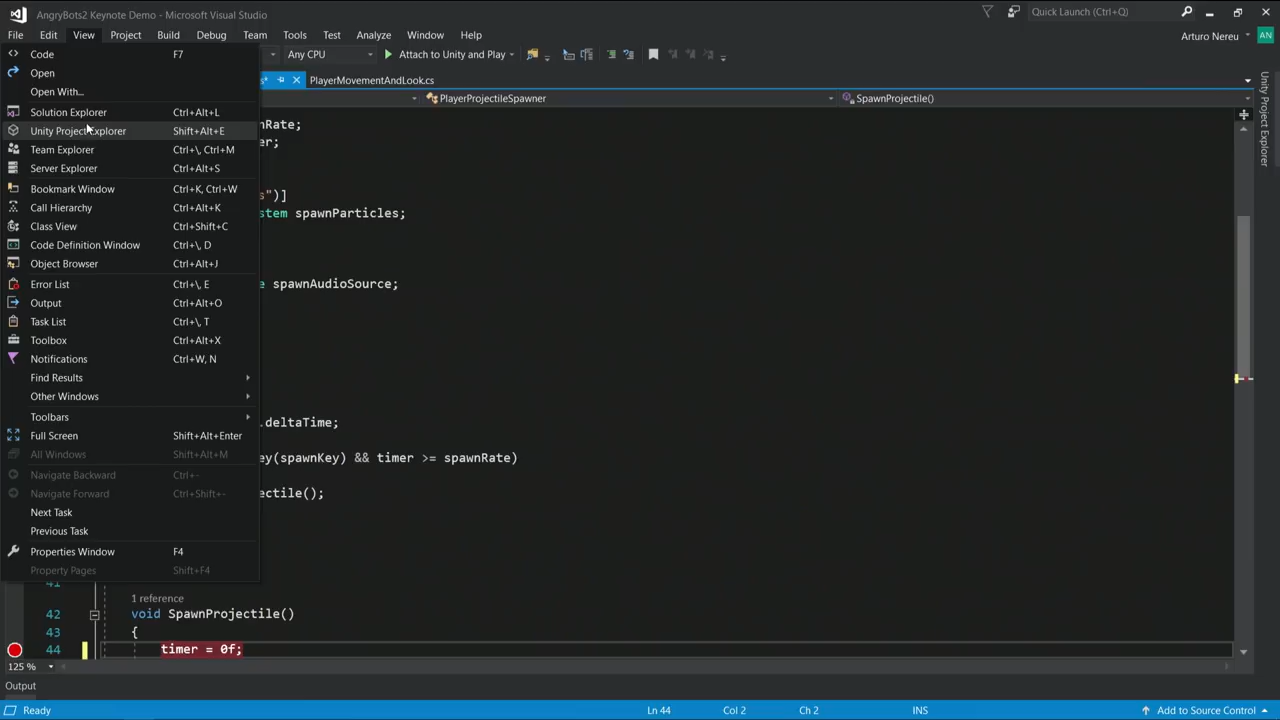 AngryBots2 Keynote Demo - Microsoft Visual Studio
Quick Launch (Ctrl+Q)
File Edit View Project Build Debug Team Tools Test Analyze Window Help
Arturo Nereu AN
Any CPU Attach to Unity and Play
PlayerMovementAndLook.cs
PlayerProjectileSpawner SpawnProjectile()
Code F7
Open
Open With...
Solution Explorer Ctrl+Alt+L
Unity Project Explorer Shift+Alt+E
Team Explorer Ctrl+\, Ctrl+M
Server Explorer Ctrl+Alt+S
Bookmark Window Ctrl+K, Ctrl+W
Call Hierarchy Ctrl+Alt+K
Class View Ctrl+Shift+C
Code Definition Window Ctrl+\, D
Object Browser Ctrl+Alt+J
Error List Ctrl+\, E
Output Ctrl+Alt+O
Task List Ctrl+\, T
Toolbox Ctrl+Alt+X
Notifications Ctrl+W, N
Find Results
Other Windows
Toolbars
Full Screen Shift+Alt+Enter
All Windows Shift+Alt+M
Navigate Backward Ctrl+-
Navigate Forward Ctrl+Shift+-
Next Task
Previous Task
Properties Window F4
Property Pages Shift+F4
nRate;
er;
s")]
stem spawnParticles;
e spawnAudioSource;
.deltaTime;
ey(spawnKey) && timer >= spawnRate)
ectile();
41
1 reference
42 void SpawnProjectile()
43 {
44 timer = 0f;
125 %
Unity Project Explorer
Output
Ready Ln 44 Col 2 Ch 2 INS Add to Source Control